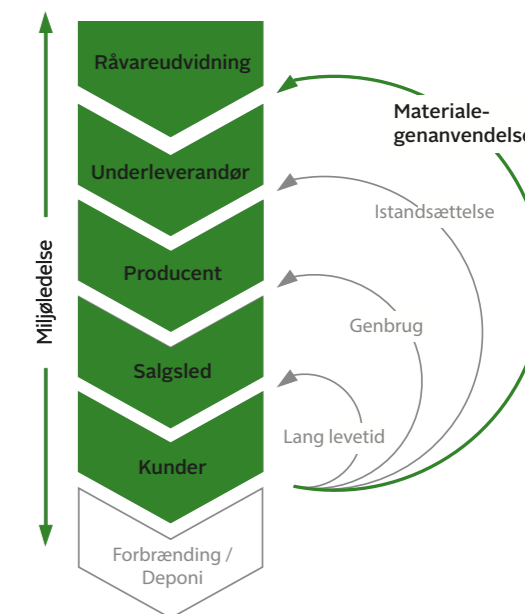 Råvareudvidning
Materiale-
genanvendelse
Underleverandør
Istandsættelse
Miljøledelse
Producent
Genbrug
Salgsled
Lang levetid
Kunder
Forbrænding /
Deponi